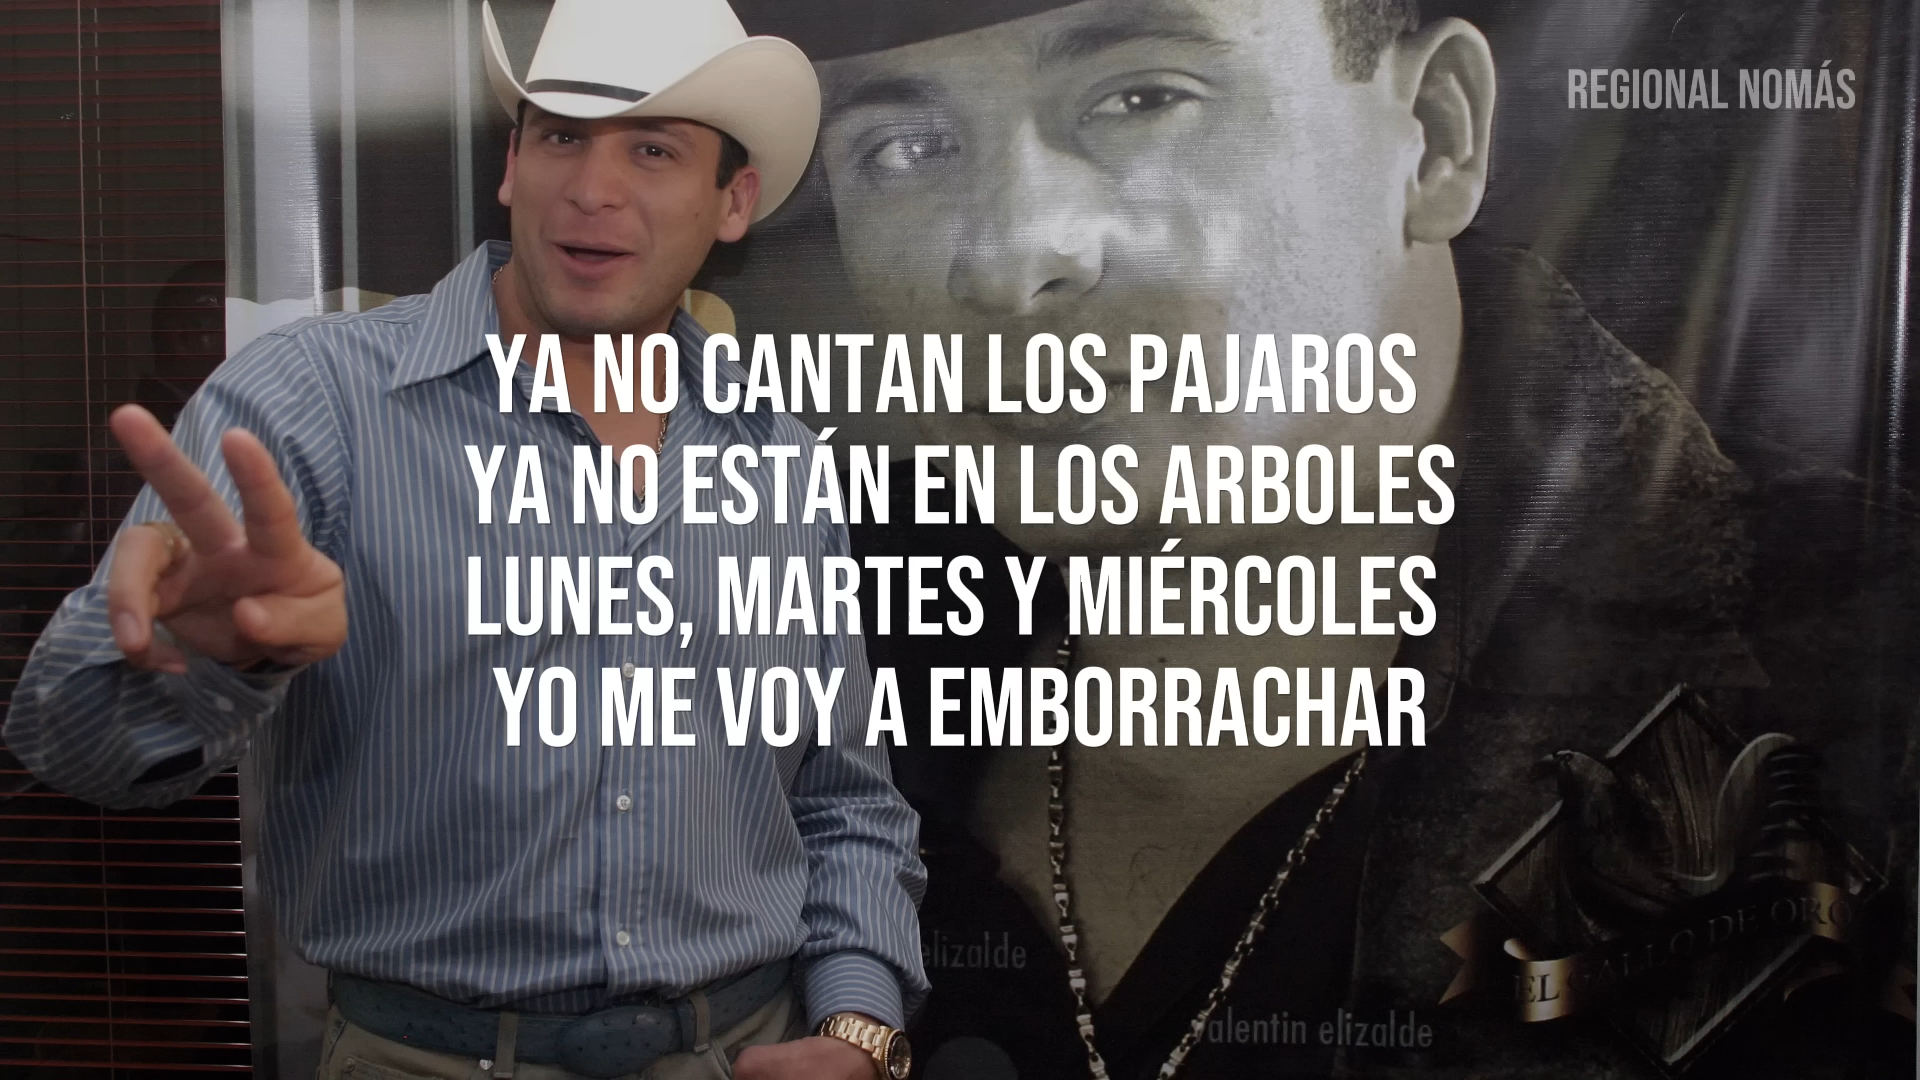 REGIONAL NOMÁS
YA NO CANTAN LOS PAJAROS
YA NO ESTÁN EN LOS ARBOLES
LUNES, MARTES Y MIÉRCOLES
YO ME VOY A EMBORRACHAR
elizalde
valentin elizalde
EL GALLO DE ORO